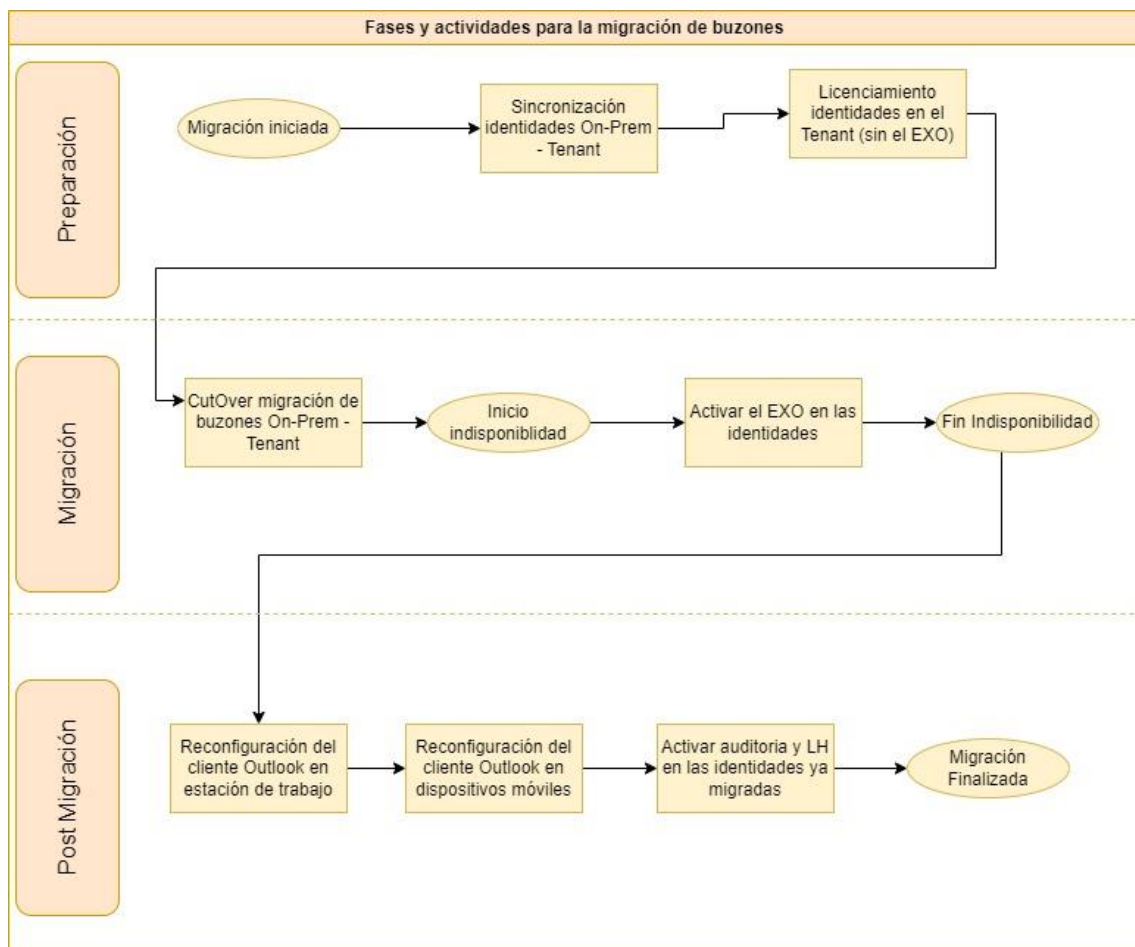 Fases y actividades para la migración de buzones
Preparación
Migración iniciada
Sincronización
identidades On-Prem
- Tenant
Licenciamiento
identidades en el
Tenant (sin el EXO)
Migración
CutOver migración de
buzones On-Prem -
Tenant
Inicio
indisponiblidad
Activar el EXO en las
identidades
Fin Indisponibilidad
Post Migración
Reconfiguración del
cliente Outlook en
estación de trabajo
Reconfiguración del
cliente Outlook en
dispositivos móviles
Activar auditoria y LH
en las identidades ya
migradas
Migración
Finalizada